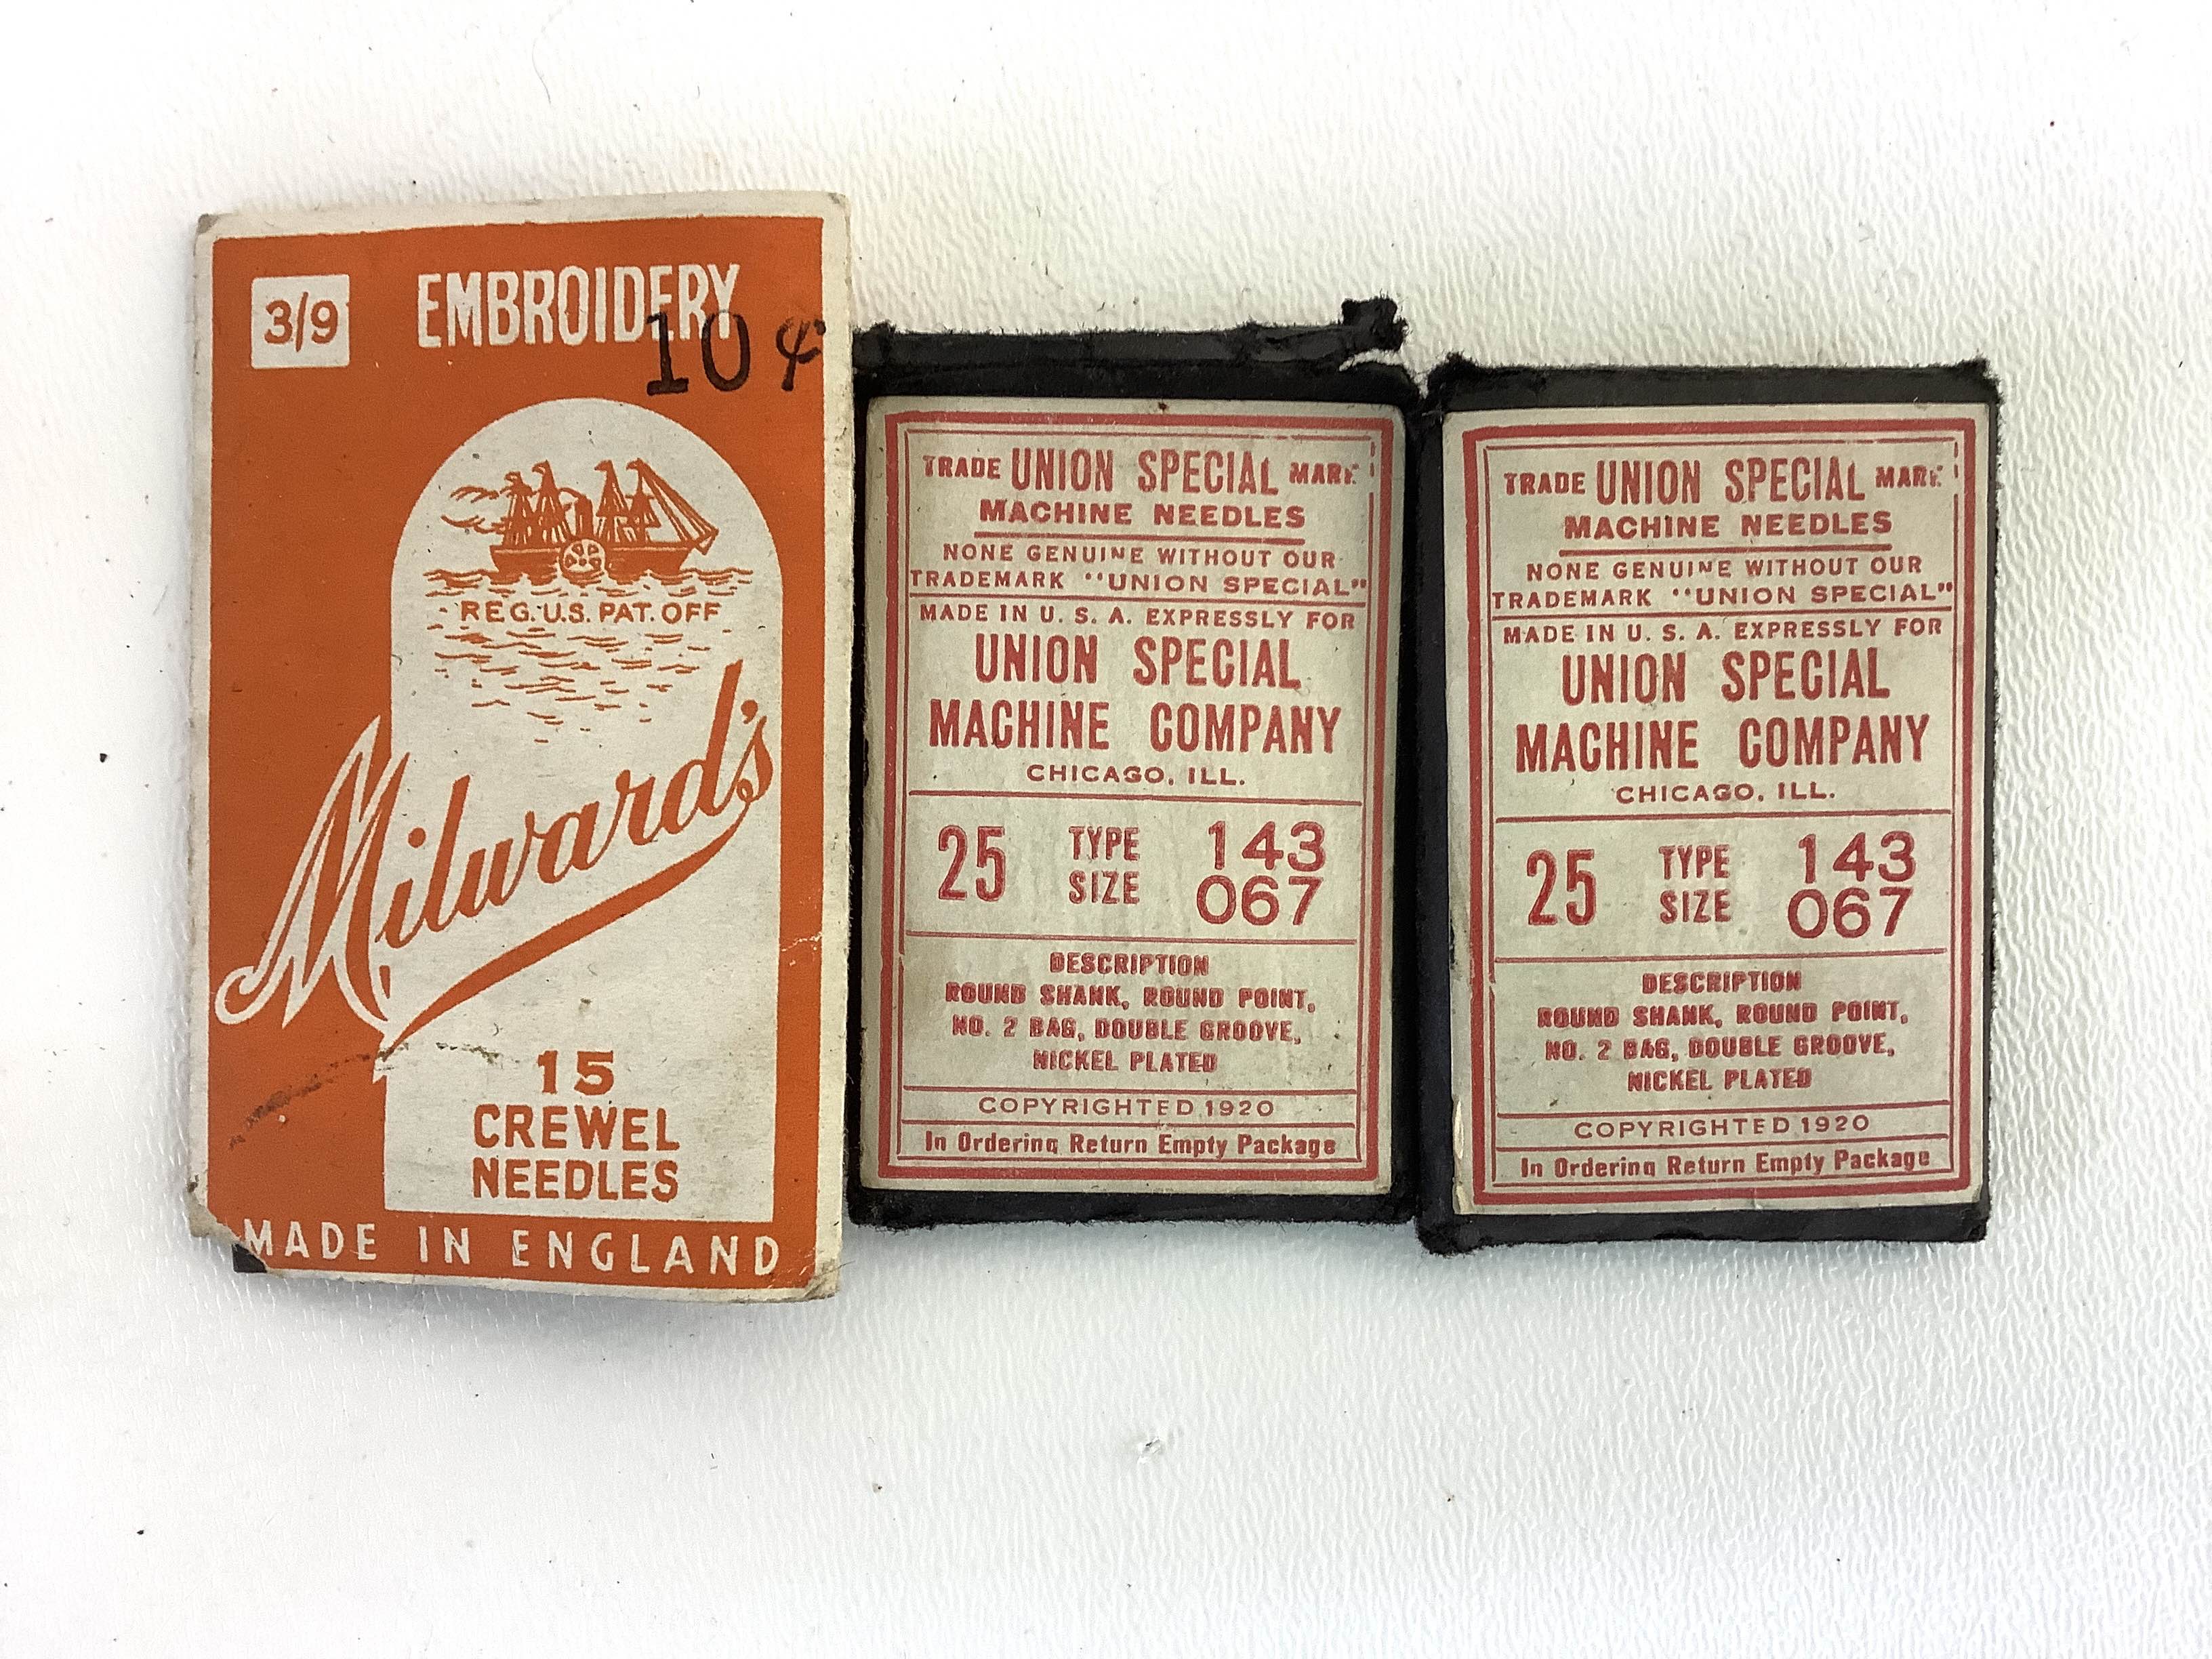 3/9 EMBROIDERY
10¢
REG. U.S. PAT. OFF
Milward's
15
CREWEL
NEEDLES
MADE IN ENGLAND
TRADE UNION SPECIAL MARK
MACHINE NEEDLES
NONE GENUINE WITHOUT OUR
TRADEMARK "UNION SPECIAL"
MADE IN U. S. A. EXPRESSLY FOR
UNION SPECIAL
MACHINE COMPANY
CHICAGO, ILL.
25 TYPE 143
SIZE 067
DESCRIPTION
ROUND SHANK, ROUND POINT,
NO. 2 BAG, DOUBLE GROOVE,
NICKEL PLATED
COPYRIGHTED 1920
In Ordering Return Empty Package
TRADE UNION SPECIAL MARK
MACHINE NEEDLES
NONE GENUINE WITHOUT OUR
TRADEMARK "UNION SPECIAL"
MADE IN U. S. A. EXPRESSLY FOR
UNION SPECIAL
MACHINE COMPANY
CHICAGO, ILL.
25 TYPE 143
SIZE 067
DESCRIPTION
ROUND SHANK, ROUND POINT,
NO. 2 BAG, DOUBLE GROOVE,
NICKEL PLATED
COPYRIGHTED 1920
In Ordering Return Empty Package